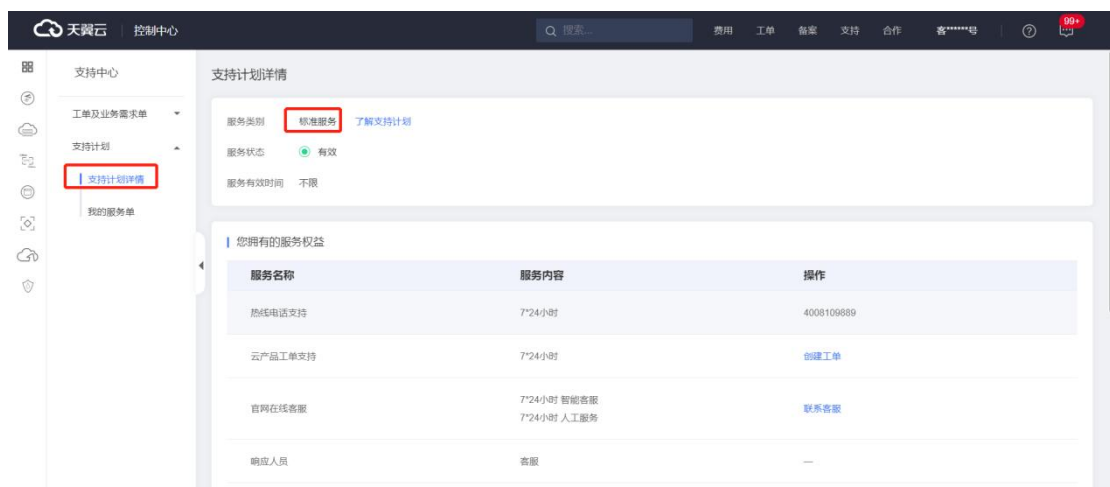 天翼云 控制中心 搜索... 费用 工单 备案 支持 合作 客******号 99+
支持中心
工单及业务需求单
支持计划
支持计划详情
我的服务单
支持计划详情
服务类别 标准服务 了解支持计划
服务状态 有效
服务有效时间 不限
您拥有的服务权益
服务名称 服务内容 操作
热线电话支持 7*24小时 4008109889
云产品工单支持 7*24小时 创建工单
官网在线客服 7*24小时 智能客服 联系客服
7*24小时 人工服务
响应人员 客服 —